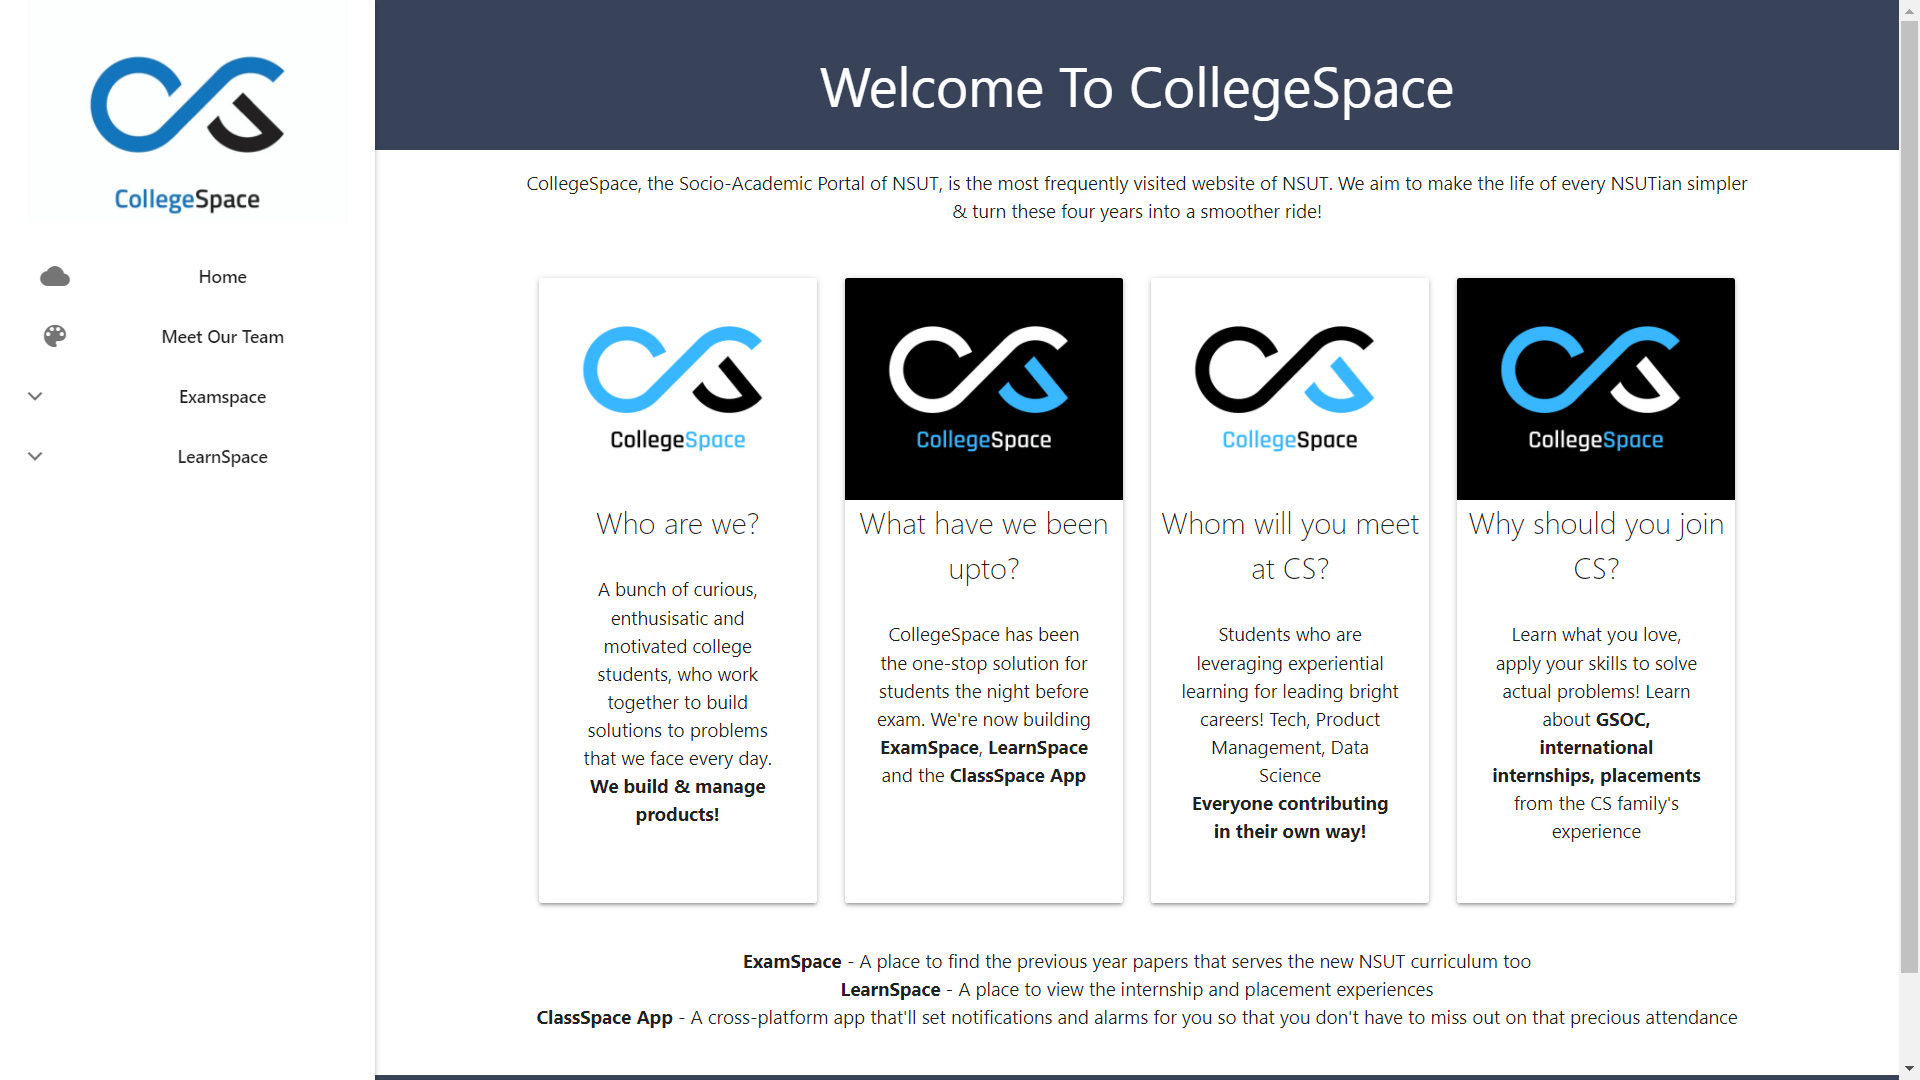 CollegeSpace
Home
Meet Our Team
Examspace
LearnSpace
Welcome To CollegeSpace
CollegeSpace, the Socio-Academic Portal of NSUT, is the most frequently visited website of NSUT. We aim to make the life of every NSUTian simpler
& turn these four years into a smoother ride!
CollegeSpace
Who are we?
A bunch of curious,
enthusisatic and
motivated college
students, who work
together to build
solutions to problems
that we face every day.
We build & manage
products!
CollegeSpace
What have we been
upto?
CollegeSpace has been
the one-stop solution for
students the night before
exam. We're now building
ExamSpace, LearnSpace
and the ClassSpace App
CollegeSpace
Whom will you meet
at CS?
Students who are
leveraging experiential
learning for leading bright
careers! Tech, Product
Management, Data
Science
Everyone contributing
in their own way!
CollegeSpace
Why should you join
CS?
Learn what you love,
apply your skills to solve
actual problems! Learn
about GSOC,
international
internships, placements
from the CS family's
experience
ExamSpace - A place to find the previous year papers that serves the new NSUT curriculum too
LearnSpace - A place to view the internship and placement experiences
ClassSpace App - A cross-platform app that'll set notifications and alarms for you so that you don't have to miss out on that precious attendance